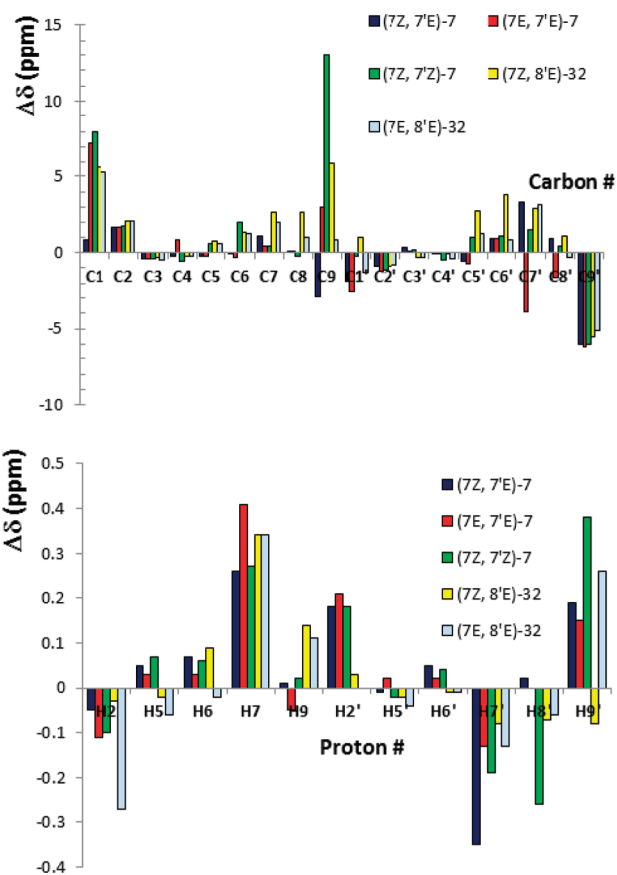 Δδ (ppm)
15
10
5
0
-5
-10
(7Z, 7'E)-7
(7E, 7'E)-7
(7Z, 7'Z)-7
(7Z, 8'E)-32
(7E, 8'E)-32
Carbon #
C1 C2 C3 C4 C5 C6 C7 C8 C9 C1' C2' C3' C4' C5' C6' C7' C8' C9'
Δδ (ppm)
0.5
0.4
0.3
0.2
0.1
0
-0.1
-0.2
-0.3
-0.4
(7Z, 7'E)-7
(7E, 7'E)-7
(7Z, 7'Z)-7
(7Z, 8'E)-32
(7E, 8'E)-32
H2 H5 H6 H7 H9 H2' H5' H6' H7' H8' H9'
Proton #